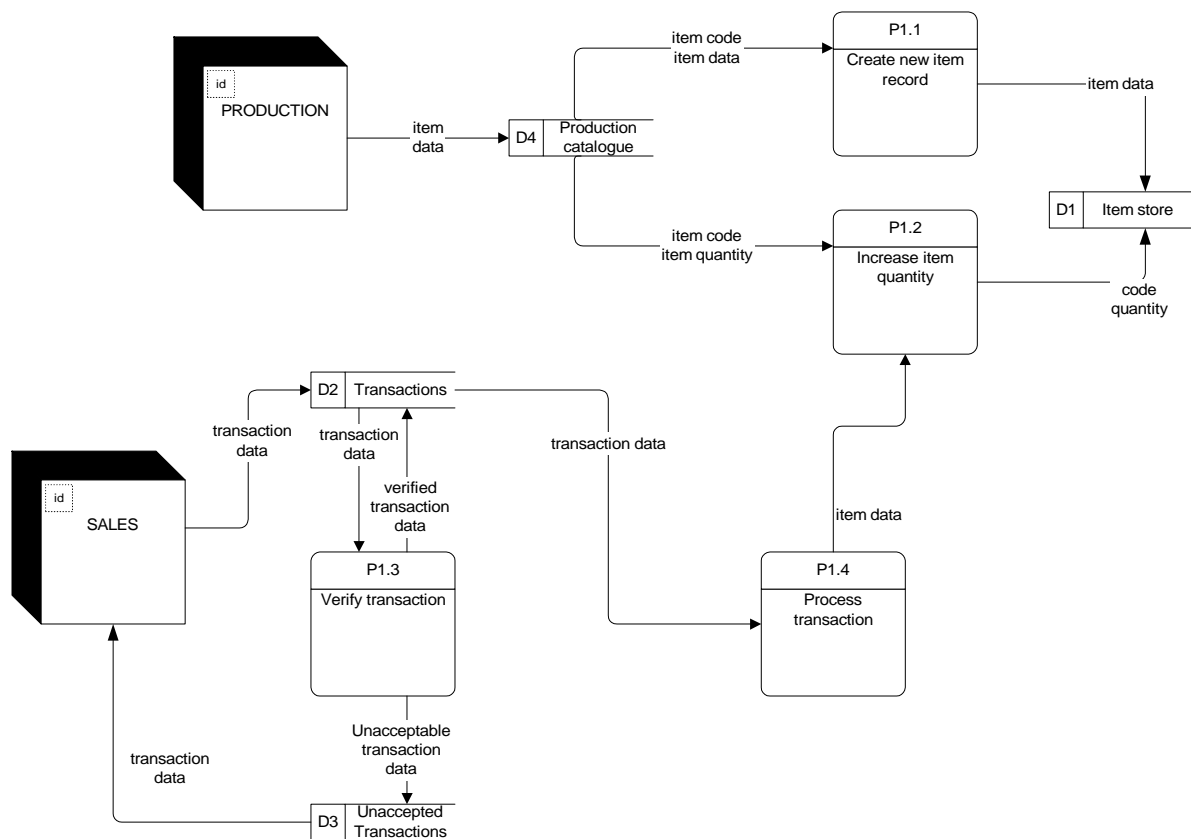 id
PRODUCTION
item
data
D4
Production
catalogue
item code
item data
P1.1
Create new item
record
item data
D1
Item store
item code
item quantity
P1.2
Increase item
quantity
code
quantity
D2
Transactions
transaction
data
transaction
data
verified
transaction
data
transaction data
id
SALES
item data
P1.3
Verify transaction
P1.4
Process
transaction
Unacceptable
transaction
data
transaction
data
D3
Unaccepted
Transactions